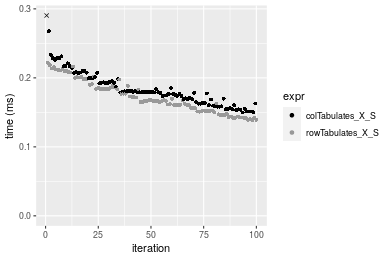 0.3
0.2
0.1
0.0
time (ms)
0
25
50
75
100
iteration
expr
colTabulates_X_S
rowTabulates_X_S